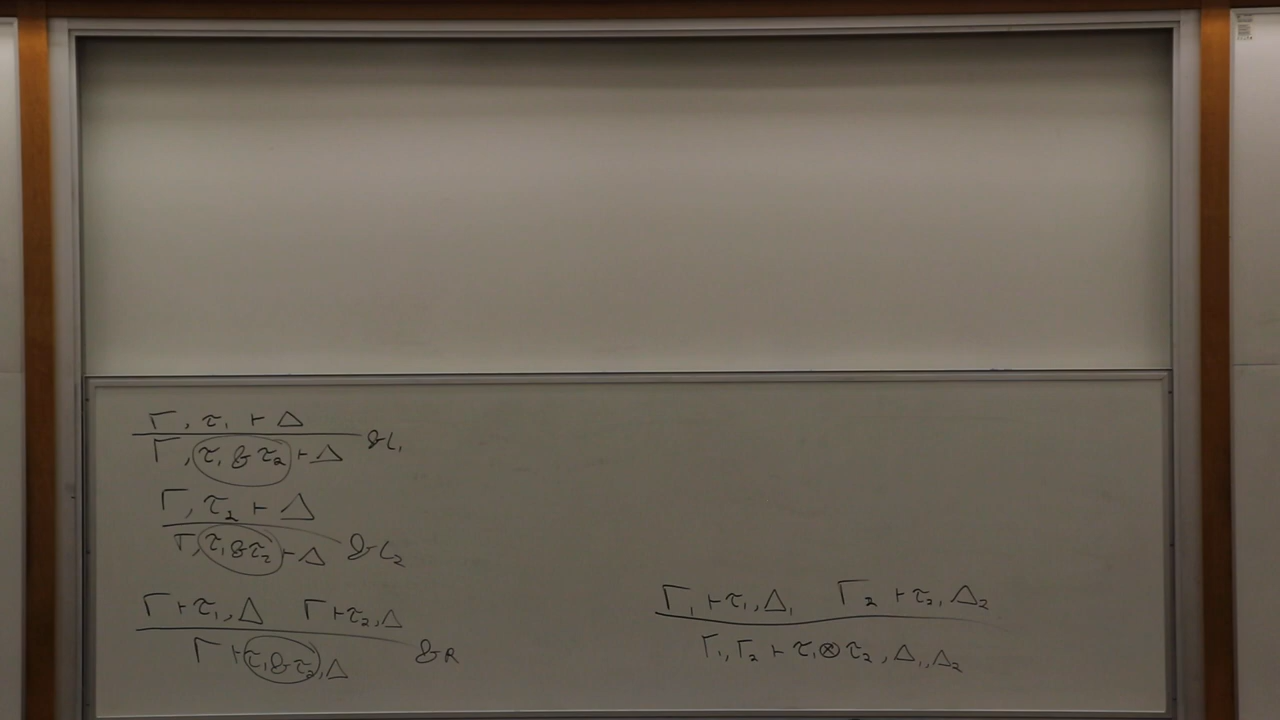 Γ, τ₁ ⊢ Δ
Γ, τ₁ & τ₂ ⊢ Δ &L₁
Γ, τ₂ ⊢ Δ
Γ, τ₁ & τ₂ ⊢ Δ &L₂
Γ ⊢ τ₁, Δ Γ ⊢ τ₂, Δ
Γ ⊢ τ₁ & τ₂, Δ &R
Γ₁ ⊢ τ₁, Δ₁ Γ₂ ⊢ τ₂, Δ₂
Γ₁, Γ₂ ⊢ τ₁ ⊗ τ₂, Δ₁, Δ₂